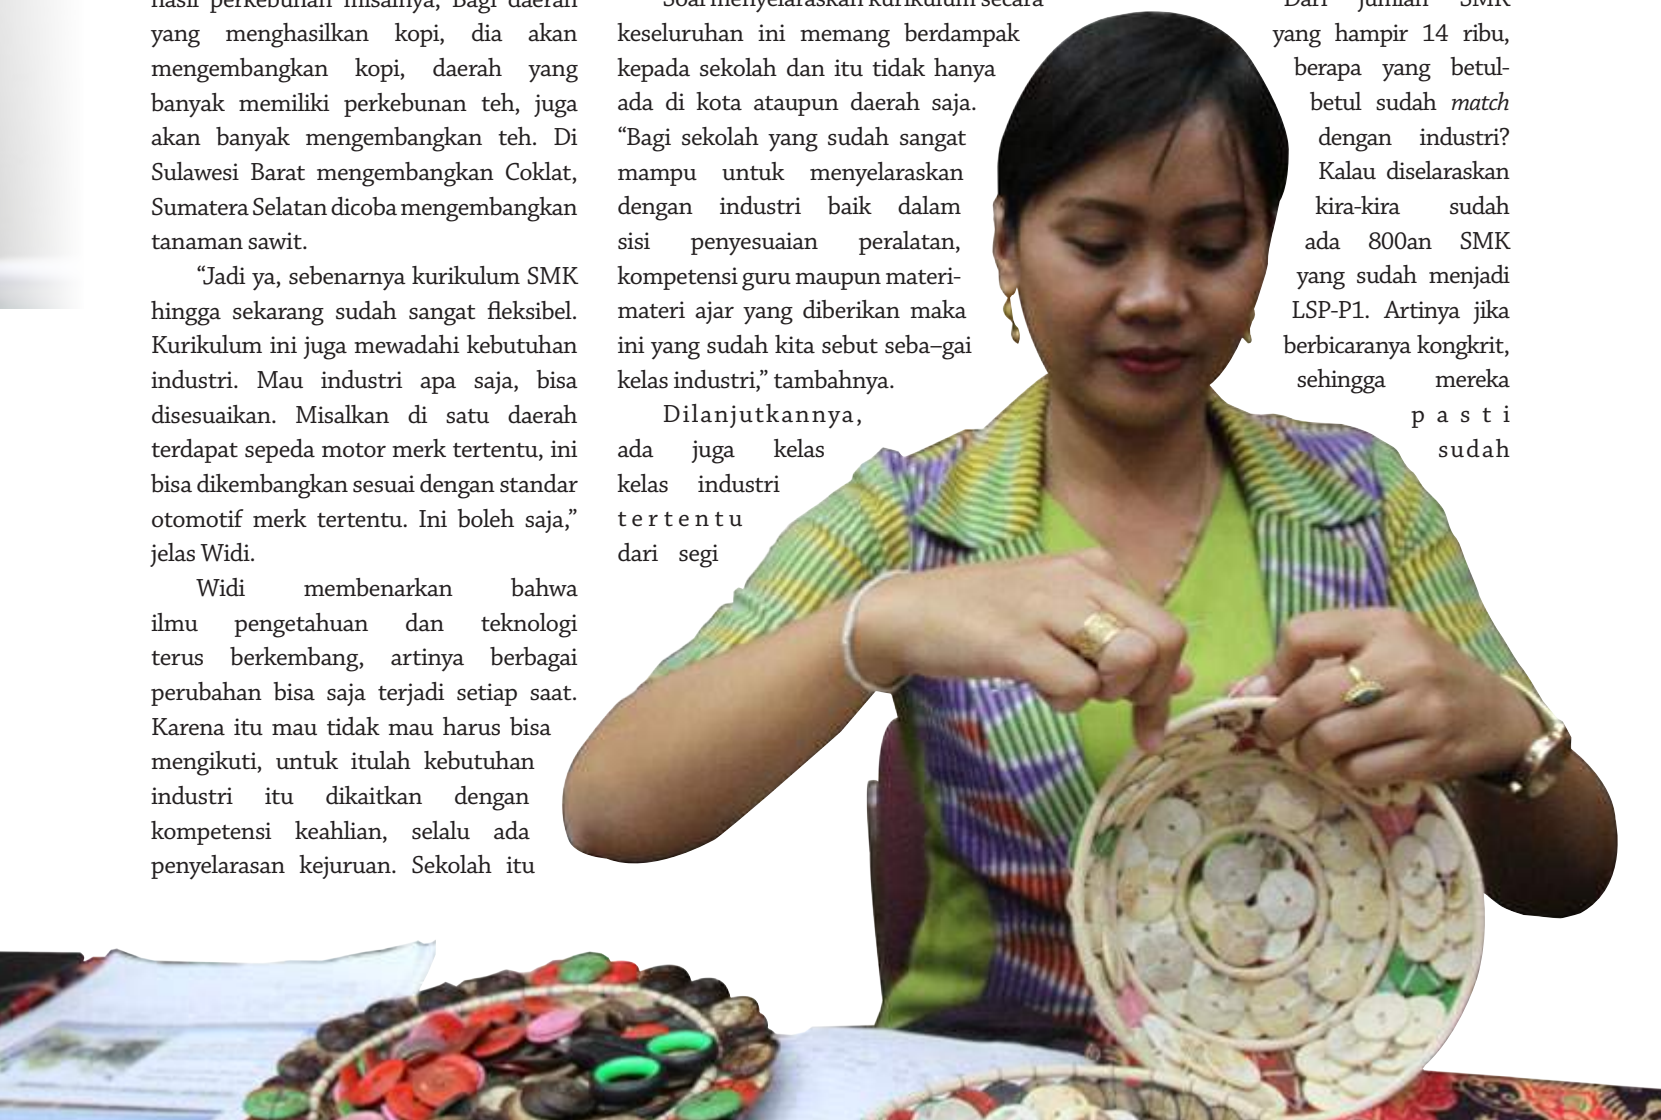 hasil perkebunan misalnya, Bagi daerah
yang menghasilkan kopi, dia akan
mengembangkan kopi, daerah yang
banyak memiliki perkebunan teh, juga
akan banyak mengembangkan teh. Di
Sulawesi Barat mengembangkan Coklat,
Sumatera Selatan dicoba mengembangkan
tanaman sawit.
“Jadi ya, sebenarnya kurikulum SMK
hingga sekarang sudah sangat fleksibel.
Kurikulum ini juga mewadahi kebutuhan
industri. Mau industri apa saja, bisa
disesuaikan. Misalkan di satu daerah
terdapat sepeda motor merk tertentu, ini
bisa dikembangkan sesuai dengan standar
otomotif merk tertentu. Ini boleh saja,”
jelas Widi.
Widi membenarkan bahwa
ilmu pengetahuan dan teknologi
terus berkembang, artinya berbagai
perubahan bisa saja terjadi setiap saat.
Karena itu mau tidak mau harus bisa
mengikuti, untuk itulah kebutuhan
industri itu dikaitkan dengan
kompetensi keahlian, selalu ada
penyelarasan kejuruan. Sekolah itu
Soal menyelaraskan kurikulum secara
keseluruhan ini memang berdampak
kepada sekolah dan itu tidak hanya
ada di kota ataupun daerah saja.
“Bagi sekolah yang sudah sangat
mampu untuk menyelaraskan
dengan industri baik dalam
sisi penyesuaian peralatan,
kompetensi guru maupun materi-
materi ajar yang diberikan maka
ini yang sudah kita sebut seba–gai
kelas industri,” tambahnya.
Dilanjutkannya,
ada juga kelas
kelas industri
tertentu
dari segi
Dari jumlah SMK
yang hampir 14 ribu,
berapa yang betul-
betul sudah match
dengan industri?
Kalau diselaraskan
kira-kira sudah
ada 800an SMK
yang sudah menjadi
LSP-P1. Artinya jika
berbicaranya kongkrit,
sehingga mereka
pasti
sudah